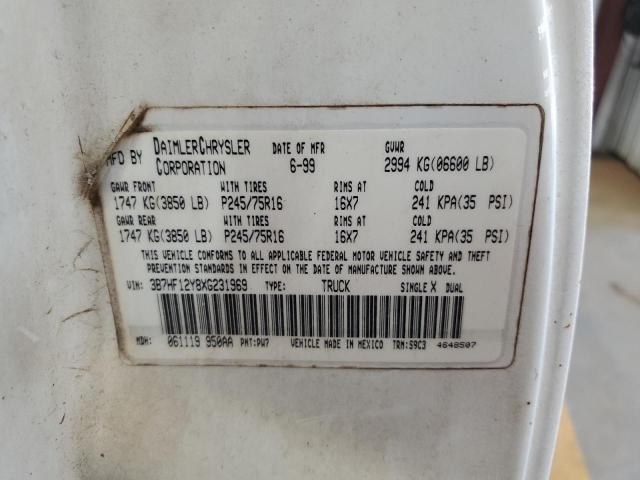 MFD BY DAIMLERCHRYSLER CORPORATION DATE OF MFR 6-99 GVWR 2994 KG(06600 LB)
GAWR FRONT WITH TIRES RIMS AT COLD
1747 KG(3850 LB) P245/75R16 16X7 241 KPA(35 PSI)
GAWR REAR WITH TIRES RIMS AT COLD
1747 KG(3850 LB) P245/75R16 16X7 241 KPA(35 PSI)
THIS VEHICLE CONFORMS TO ALL APPLICABLE FEDERAL MOTOR VEHICLE SAFETY AND THEFT
PREVENTION STANDARDS IN EFFECT ON THE DATE OF MANUFACTURE SHOWN ABOVE.
VIN: 3B7HF12Y8XG231969 TYPE: TRUCK SINGLE X DUAL
MDH: 061119 950AA PNT:PW7 VEHICLE MADE IN MEXICO TRM:S9C3 4648507